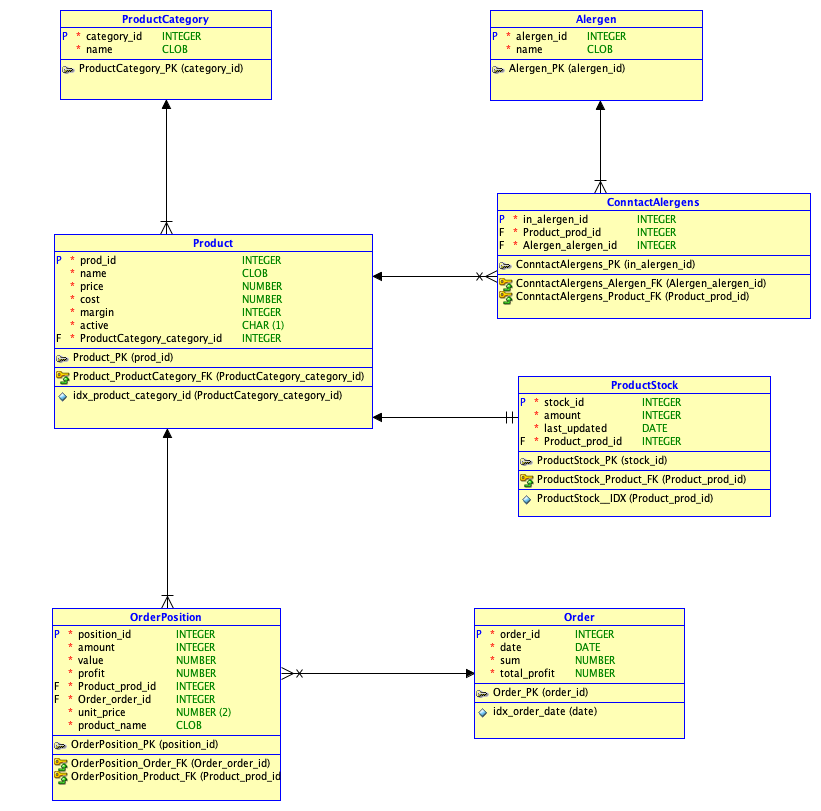 ProductCategory
P * category_id INTEGER
* name CLOB
ProductCategory_PK (category_id)
Alergen
P * alergen_id INTEGER
* name CLOB
Alergen_PK (alergen_id)
ConntactAlergens
P * in_alergen_id INTEGER
F * Product_prod_id INTEGER
F * Alergen_alergen_id INTEGER
ConntactAlergens_PK (in_alergen_id)
ConntactAlergens_Alergen_FK (Alergen_alergen_id)
ConntactAlergens_Product_FK (Product_prod_id)
Product
P * prod_id INTEGER
* name CLOB
* price NUMBER
* cost NUMBER
* margin INTEGER
* active CHAR (1)
F * ProductCategory_category_id INTEGER
Product_PK (prod_id)
Product_ProductCategory_FK (ProductCategory_category_id)
idx_product_category_id (ProductCategory_category_id)
ProductStock
P * stock_id INTEGER
* amount INTEGER
* last_updated DATE
F * Product_prod_id INTEGER
ProductStock_PK (stock_id)
ProductStock_Product_FK (Product_prod_id)
ProductStock__IDX (Product_prod_id)
OrderPosition
P * position_id INTEGER
* amount INTEGER
* value NUMBER
* profit NUMBER
F * Product_prod_id INTEGER
F * Order_order_id INTEGER
* unit_price NUMBER (2)
* product_name CLOB
OrderPosition_PK (position_id)
OrderPosition_Order_FK (Order_order_id)
OrderPosition_Product_FK (Product_prod_id
Order
P * order_id INTEGER
* date DATE
* sum NUMBER
* total_profit NUMBER
Order_PK (order_id)
idx_order_date (date)